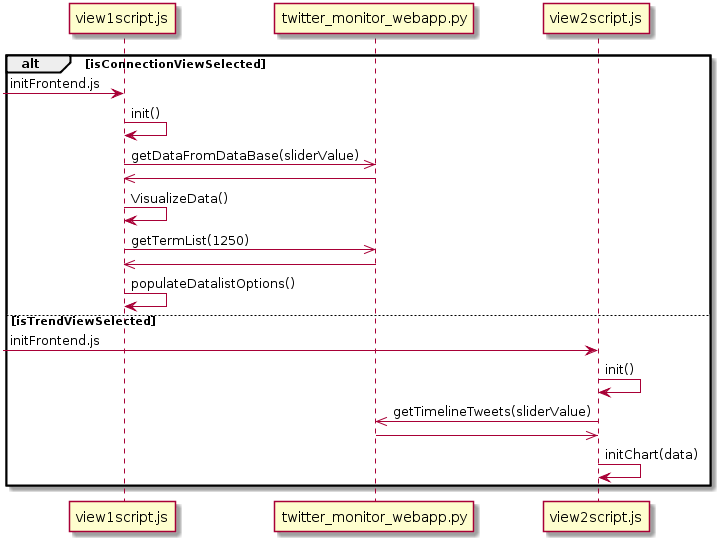 view1script.js twitter_monitor_webapp.py view2script.js
alt [isConnectionViewSelected]
initFrontend.js
init()
getDataFromDataBase(sliderValue)
VisualizeData()
getTermList(1250)
populateDatalistOptions()
[isTrendViewSelected]
initFrontend.js
init()
getTimelineTweets(sliderValue)
initChart(data)
view1script.js twitter_monitor_webapp.py view2script.js